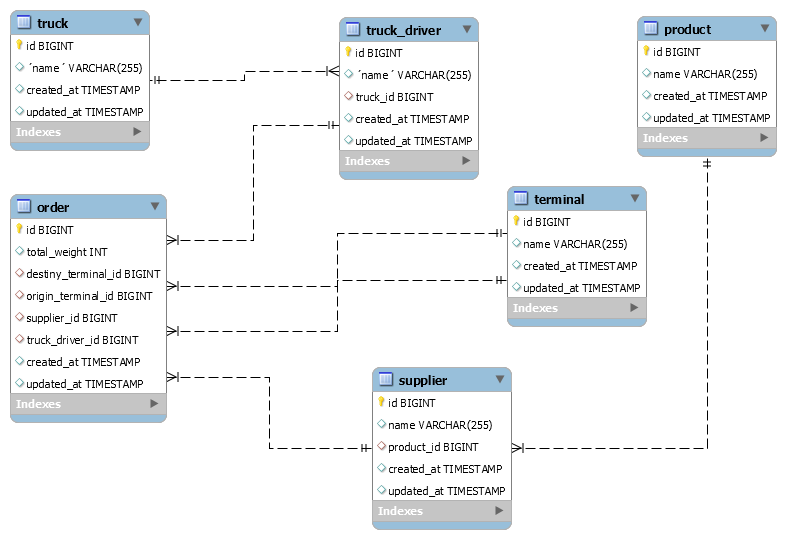 truck
id BIGINT
´name´ VARCHAR(255)
created_at TIMESTAMP
updated_at TIMESTAMP
Indexes
truck_driver
id BIGINT
´name´ VARCHAR(255)
truck_id BIGINT
created_at TIMESTAMP
updated_at TIMESTAMP
Indexes
product
id BIGINT
name VARCHAR(255)
created_at TIMESTAMP
updated_at TIMESTAMP
Indexes
order
id BIGINT
total_weight INT
destiny_terminal_id BIGINT
origin_terminal_id BIGINT
supplier_id BIGINT
truck_driver_id BIGINT
created_at TIMESTAMP
updated_at TIMESTAMP
Indexes
terminal
id BIGINT
name VARCHAR(255)
created_at TIMESTAMP
updated_at TIMESTAMP
Indexes
supplier
id BIGINT
name VARCHAR(255)
product_id BIGINT
created_at TIMESTAMP
updated_at TIMESTAMP
Indexes